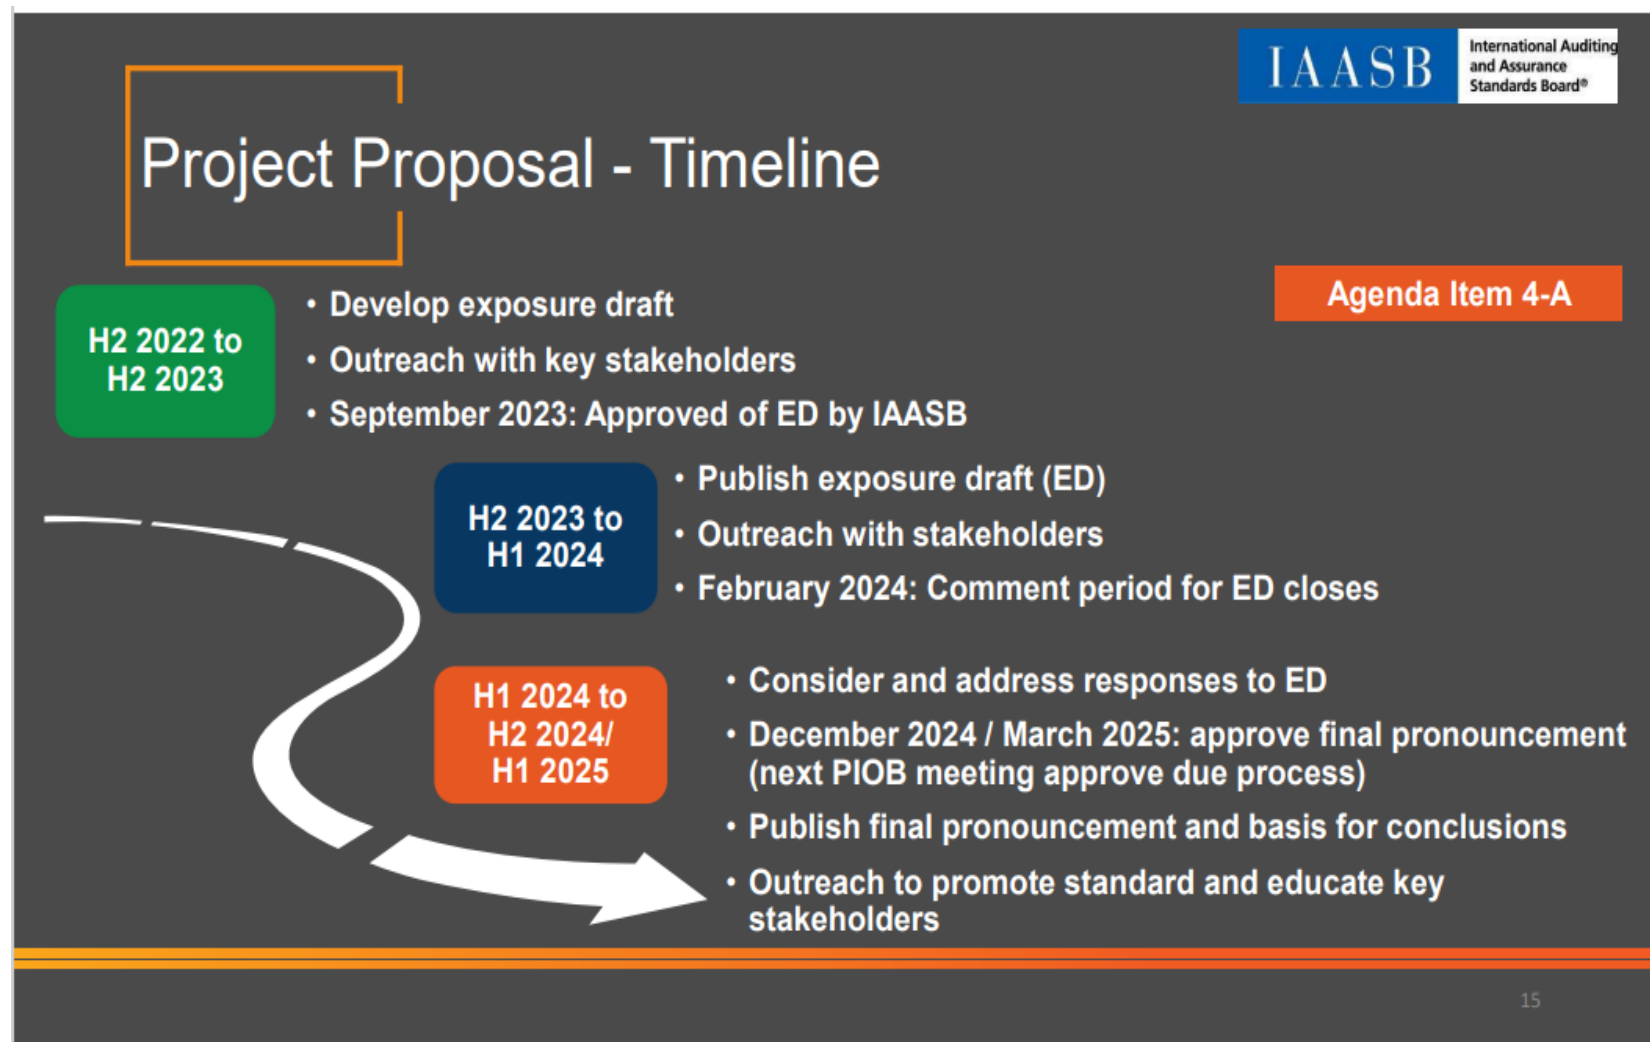 IAASB
International Auditing
and Assurance
Standards Board®
Project Proposal - Timeline
Agenda Item 4-A
H2 2022 to
H2 2023
• Develop exposure draft
• Outreach with key stakeholders
• September 2023: Approved of ED by IAASB
H2 2023 to
H1 2024
• Publish exposure draft (ED)
• Outreach with stakeholders
• February 2024: Comment period for ED closes
H1 2024 to
H2 2024/
H1 2025
• Consider and address responses to ED
• December 2024 / March 2025: approve final pronouncement
(next PIOB meeting approve due process)
• Publish final pronouncement and basis for conclusions
• Outreach to promote standard and educate key
stakeholders
15